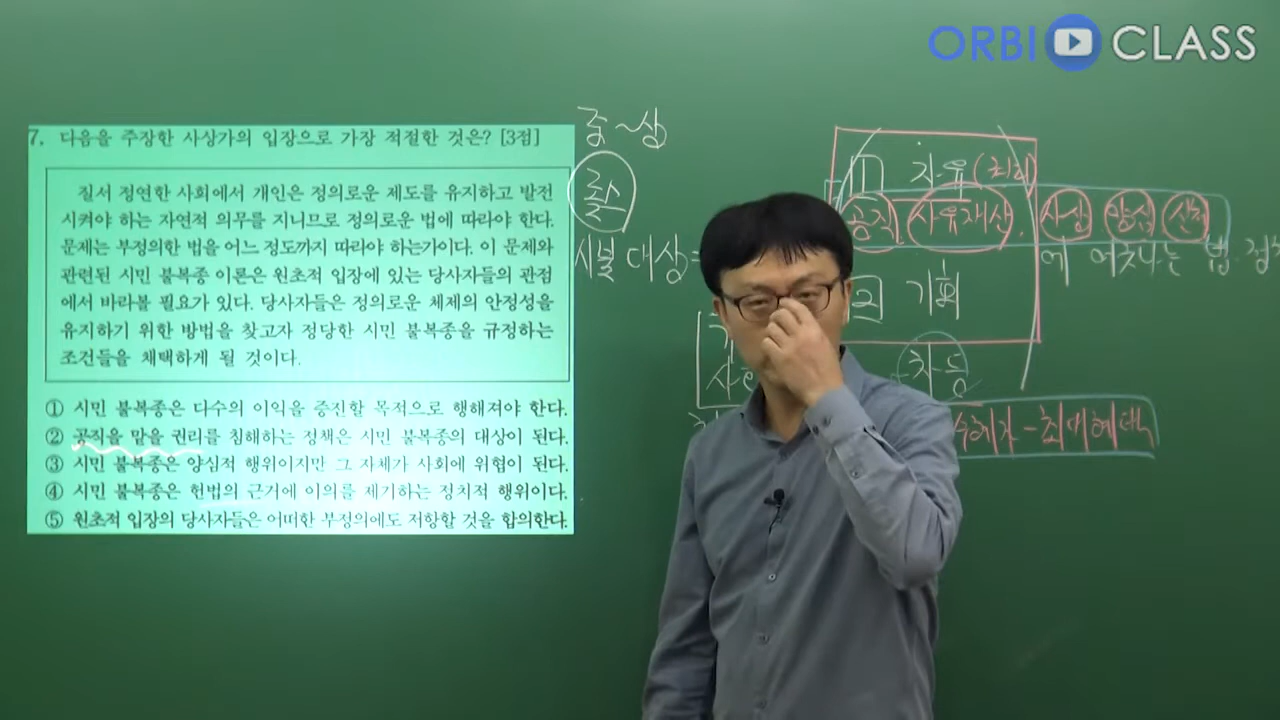 ORBI CLASS
7. 다음을 주장한 사상가의 입장으로 가장 적절한 것은? [3점]
질서 정연한 사회에서 개인은 정의로운 제도를 유지하고 발전
시켜야 하는 자연적 의무를 지니므로 정의로운 법에 따라야 한다.
문제는 부정의한 법을 어느 정도까지 따라야 하는가이다. 이 문제와
관련된 시민 불복종 이론은 원초적 입장에 있는 당사자들의 관점
에서 바라볼 필요가 있다. 당사자들은 정의로운 체제의 안정성을
유지하기 위한 방법을 찾고자 정당한 시민 불복종을 규정하는
조건들을 채택하게 될 것이다.
① 시민 불복종은 다수의 이익을 증진할 목적으로 행해져야 한다.
② 공직을 맡을 권리를 침해하는 정책은 시민 불복종의 대상이 된다.
③ 시민 불복종은 양심적 행위이지만 그 자체가 사회에 위협이 된다.
④ 시민 불복종은 헌법의 근거에 이의를 제기하는 정치적 행위이다.
⑤ 원초적 입장의 당사자들은 어떠한 부정의에도 저항할 것을 합의한다.
중~상
롤스
시불 대상=
1 자유
공직 사유재산. 사상 양심 신체
에 어긋나는 법.
2 기회
차등
수혜자-최대혜택